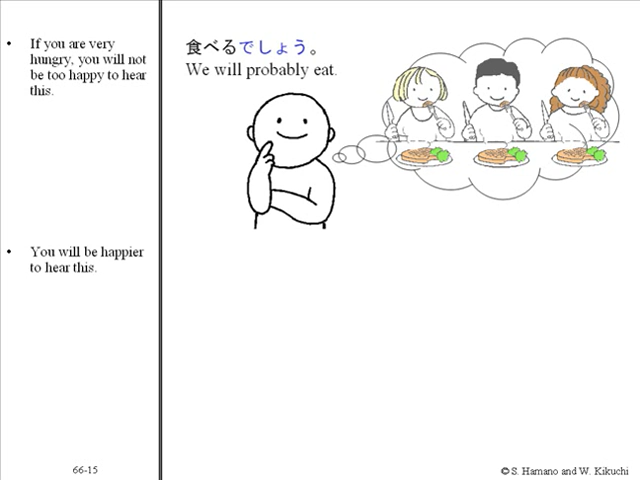 • If you are very
hungry, you will not
be too happy to hear
this.
食べるでしょう。
We will probably eat.
• You will be happier
to hear this.
66-15
© S. Hamano and W. Kikuchi